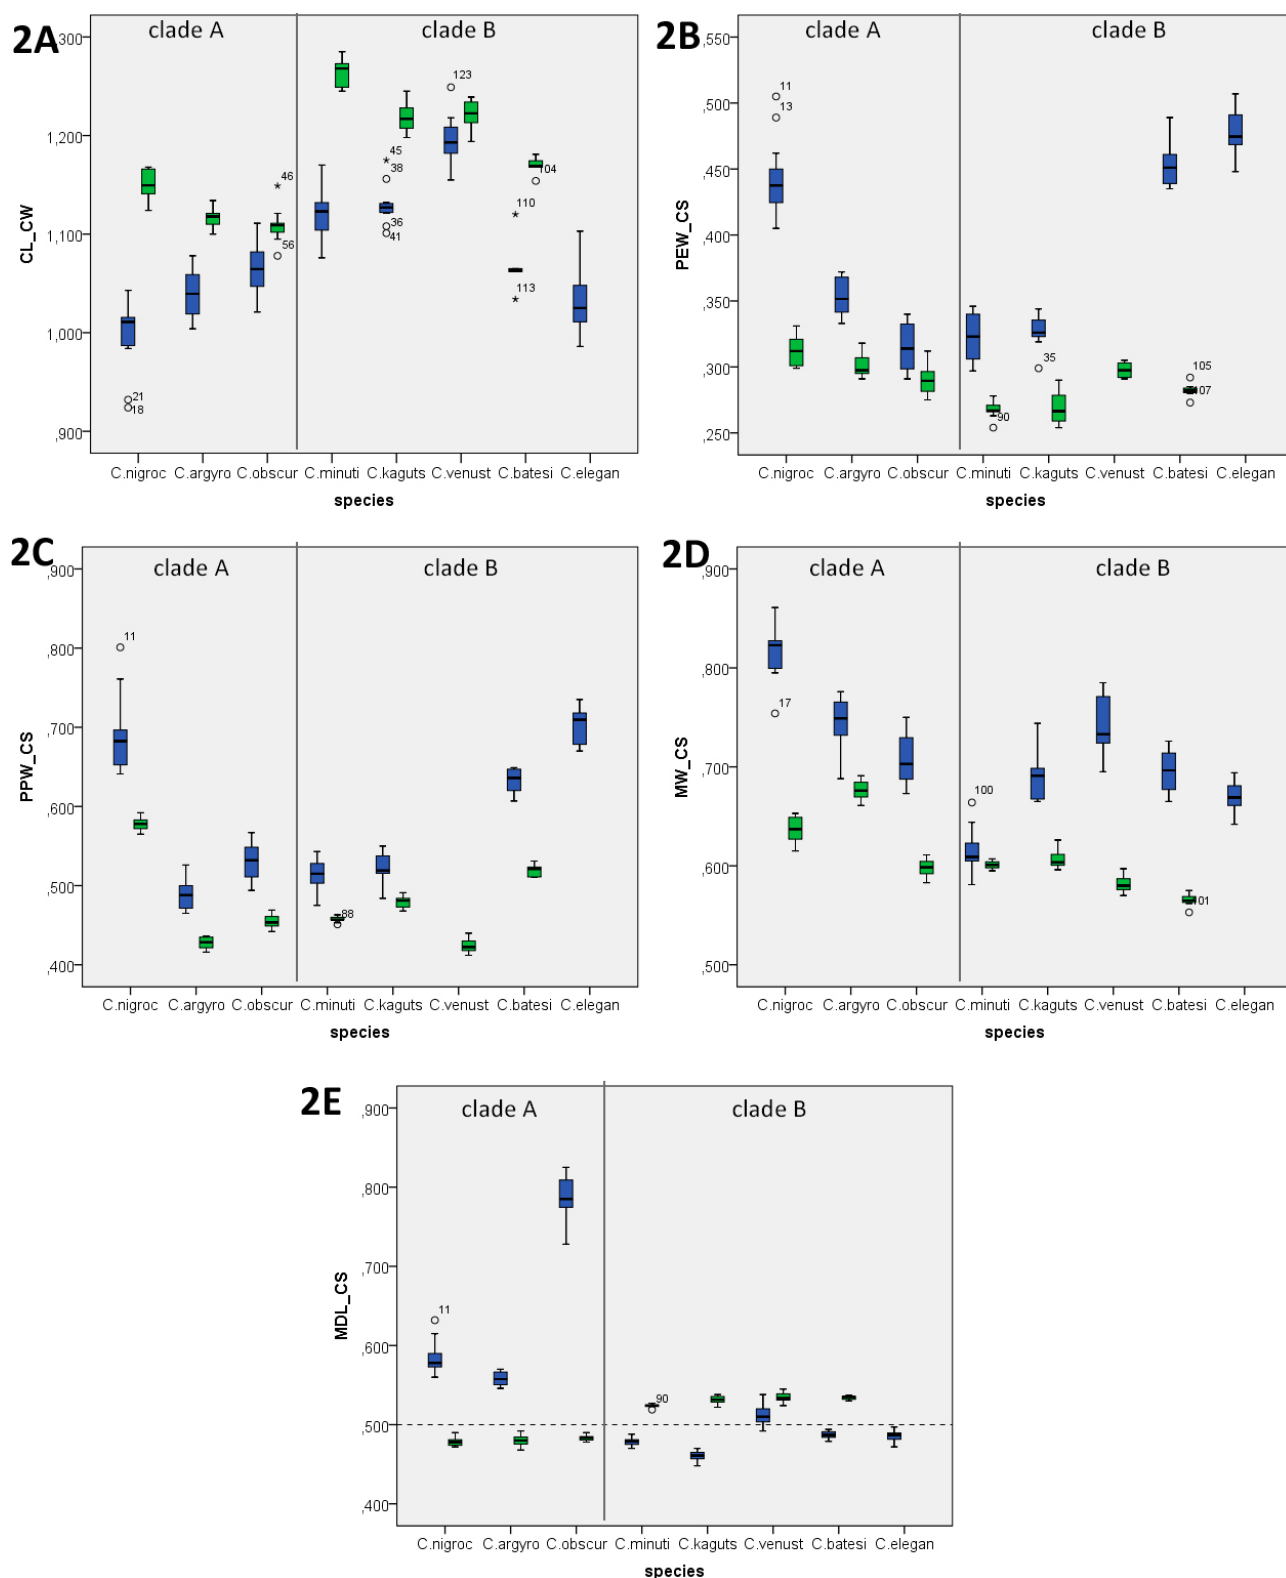 2A
clade A
clade B
,300
1,200
1,100
1,000
,900
CL_CW
21
18
46
56
45
38
36
41
123
110
113
104
C.nigroc C.argyro C.obscur C.minuti C.kaguts C.venust C.batesi C.elegan
species
2B
clade A
clade B
,550
,500
,450
,400
,350
,300
,250
PEW_CS
11
13
90
35
105
107
C.nigroc C.argyro C.obscur C.minuti C.kaguts C.venust C.batesi C.elegan
species
2C
clade A
clade B
,900
,800
,700
,600
,500
,400
PPW_CS
11
88
C.nigroc C.argyro C.obscur C.minuti C.kaguts C.venust C.batesi C.elegan
species
2D
clade A
clade B
,900
,800
,700
,600
,500
MW_CS
17
100
101
C.nigroc C.argyro C.obscur C.minuti C.kaguts C.venust C.batesi C.elegan
species
2E
clade A
clade B
,900
,800
,700
,600
,500
,400
MDL_CS
11
90
C.nigroc C.argyro C.obscur C.minuti C.kaguts C.venust C.batesi C.elegan
species